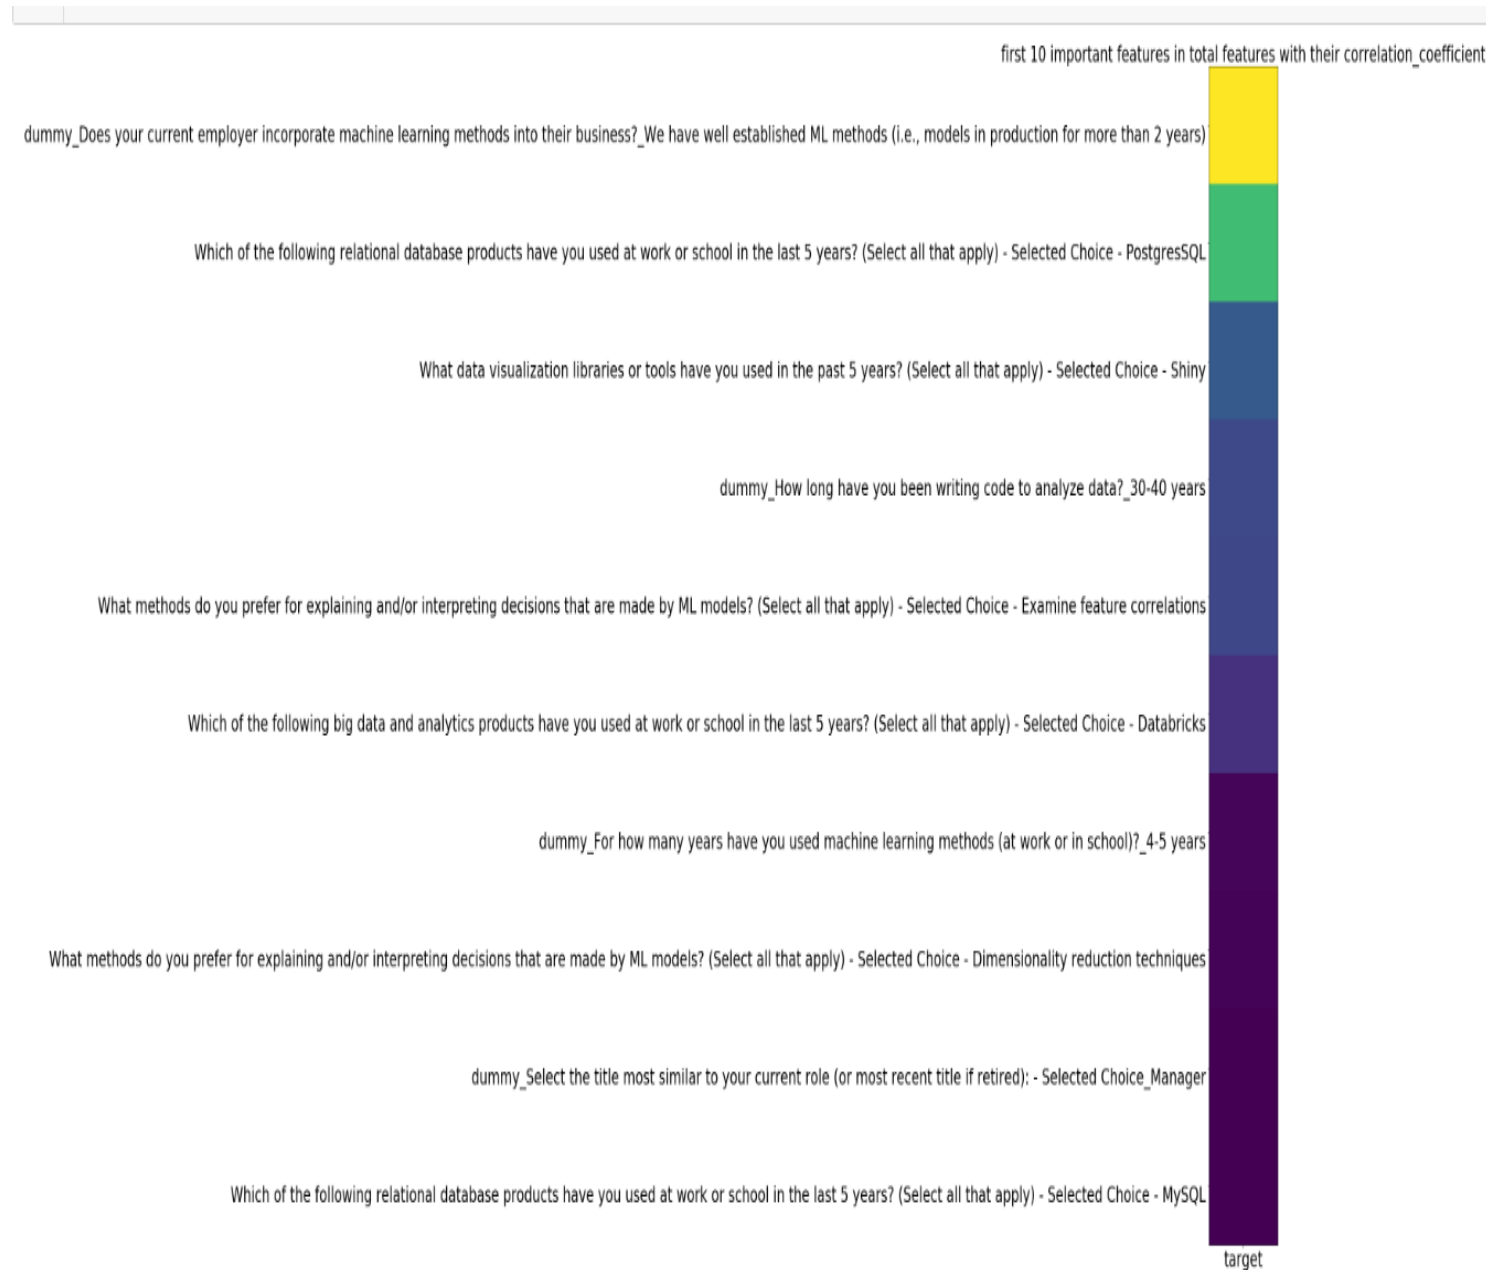 first 10 important features in total features with their correlation_coefficient
dummy_Does your current employer incorporate machine learning methods into their business?_We have well established ML methods (i.e., models in production for more than 2 years)
Which of the following relational database products have you used at work or school in the last 5 years? (Select all that apply) - Selected Choice - PostgresSQL
What data visualization libraries or tools have you used in the past 5 years? (Select all that apply) - Selected Choice - Shiny
dummy_How long have you been writing code to analyze data?_30-40 years
What methods do you prefer for explaining and/or interpreting decisions that are made by ML models? (Select all that apply) - Selected Choice - Examine feature correlations
Which of the following big data and analytics products have you used at work or school in the last 5 years? (Select all that apply) - Selected Choice - Databricks
dummy_For how many years have you used machine learning methods (at work or in school)?_4-5 years
What methods do you prefer for explaining and/or interpreting decisions that are made by ML models? (Select all that apply) - Selected Choice - Dimensionality reduction techniques
dummy_Select the title most similar to your current role (or most recent title if retired): - Selected Choice_Manager
Which of the following relational database products have you used at work or school in the last 5 years? (Select all that apply) - Selected Choice - MySQL
target